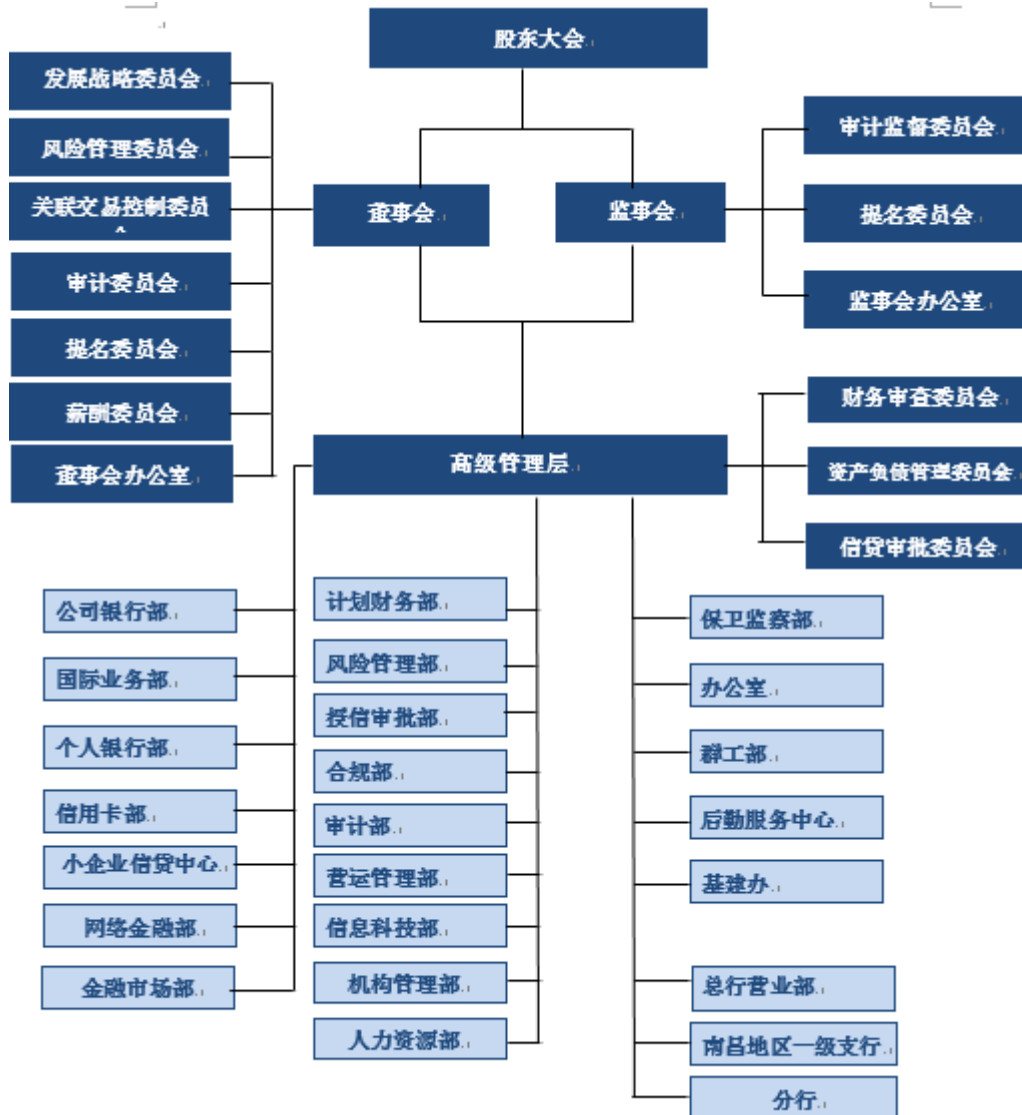 股东大会
发展战略委员会
风险管理委员会
关联交易控制委员
审计委员会
提名委员会
薪酬委员会
董事会办公室
董事会
监事会
审计监督委员会
提名委员会
监事会办公室
高级管理层
财务审查委员会
资产负债管理委员会
信贷审批委员会
公司银行部
国际业务部
个人银行部
信用卡部
小企业信贷中心
网络金融部
金融市场部
计划财务部
风险管理部
授信审批部
合规部
审计部
营运管理部
信息科技部
机构管理部
人力资源部
保卫监察部
办公室
群工部
后勤服务中心
基建办
总行营业部
南昌地区一级支行
分行